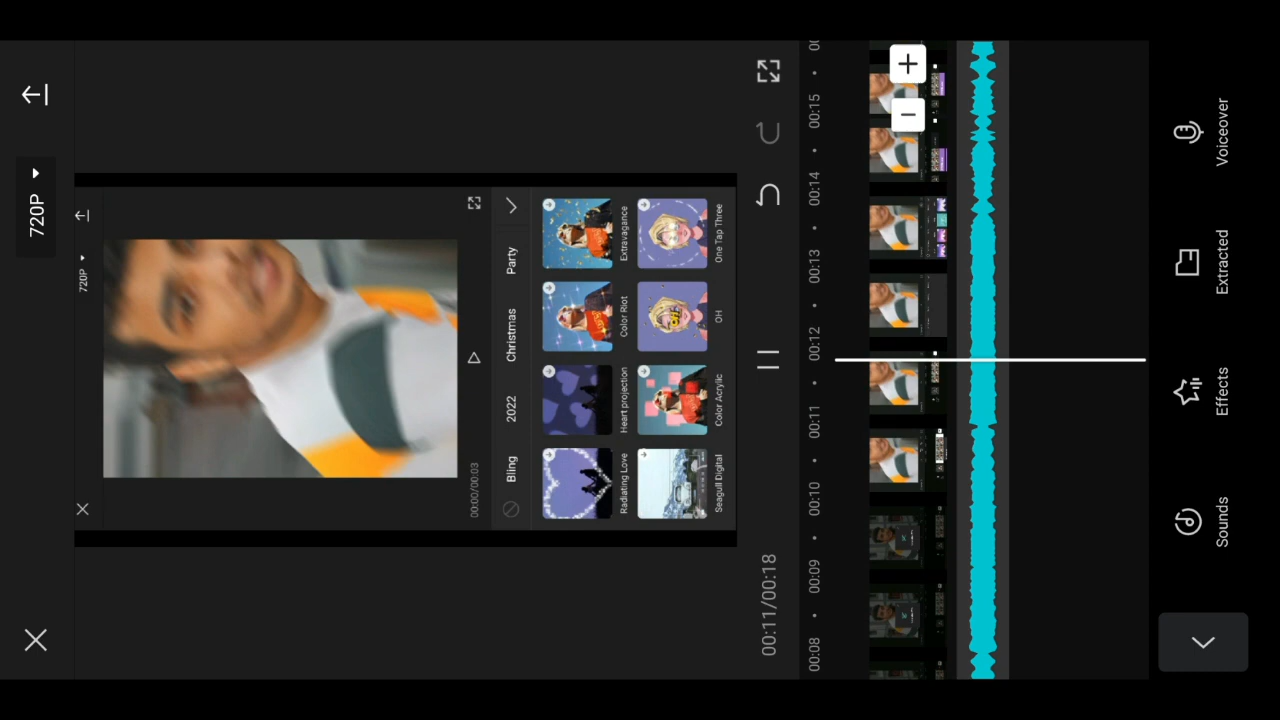 720P
720P
00:00/00:03
Bling 2022 Christmas Party
Radiating Love Heart projection Color Riot Extravagance
Seagull Digital Color Acrylic OH One Tap Three
00:11/00:18
00:08 00:09 00:10 00:11 00:12 00:13 00:14 00:15
Sounds Effects Extracted Voiceover